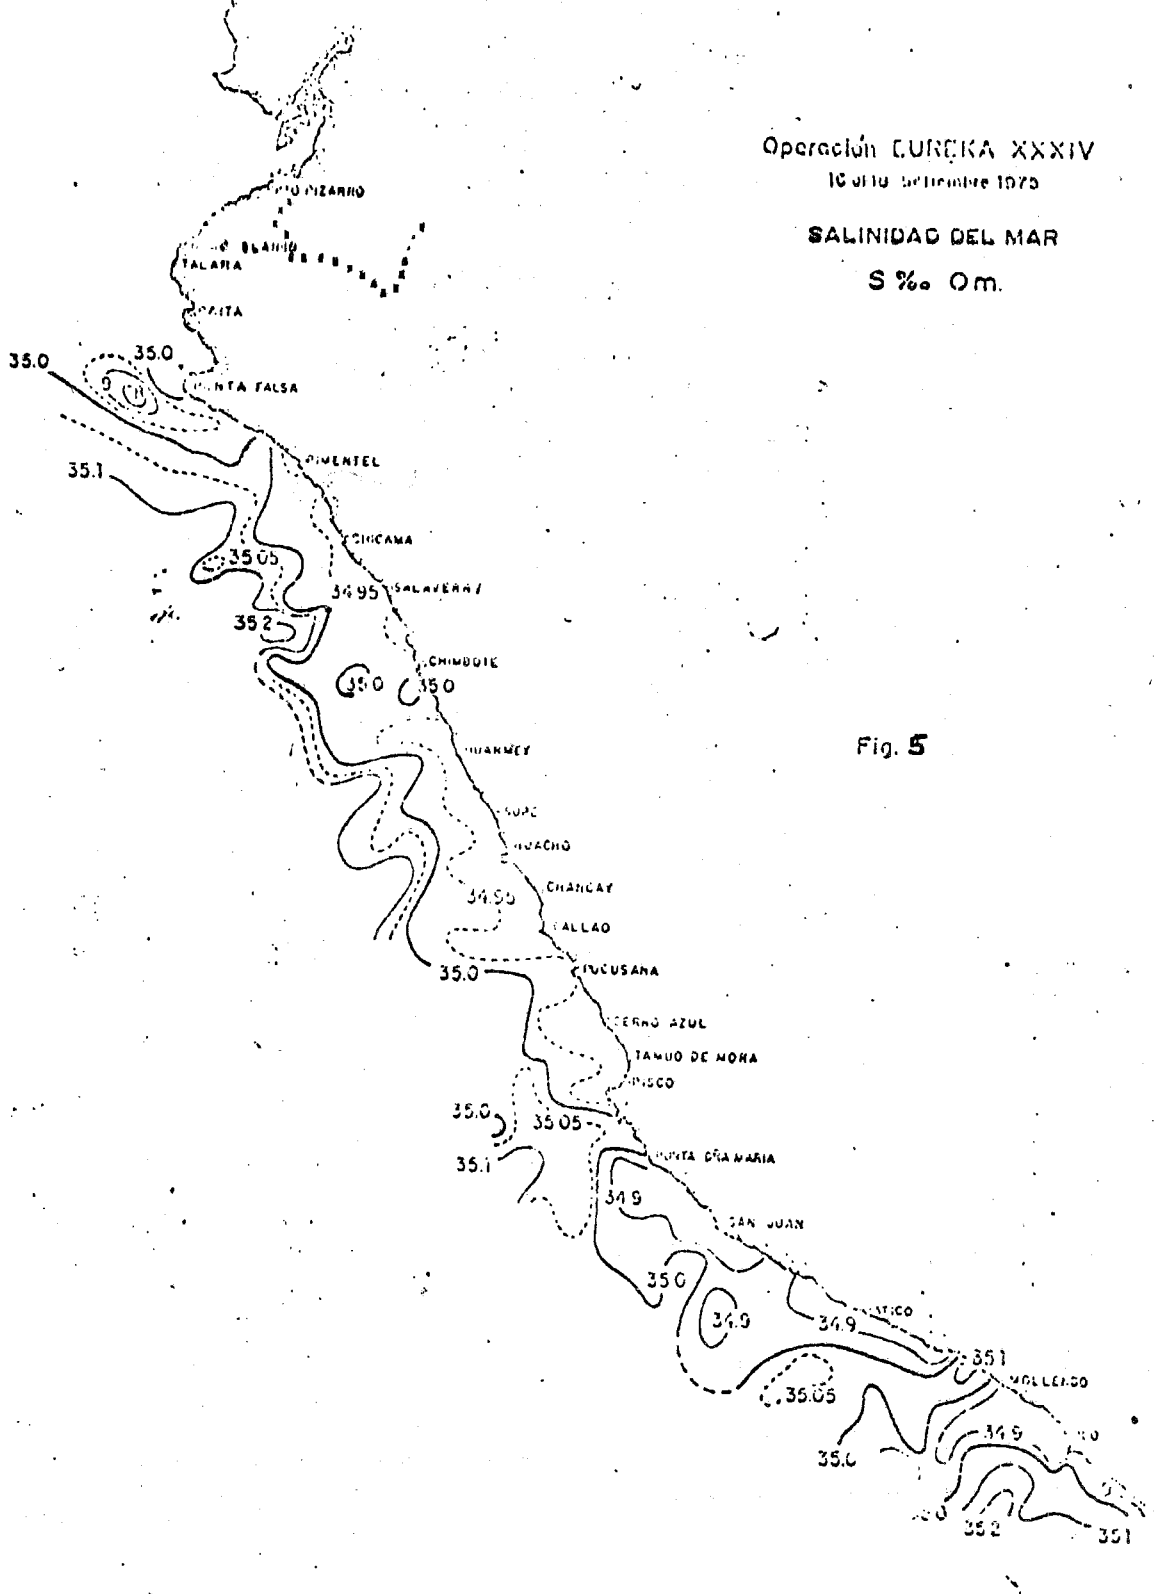 Operación EUREKA XXXIV
Setiembre 1975
SALINIDAD DEL MAR
S ‰ 0m.
PIZARRO
TALARA
PAITA
35.0
35.0
PUNTA FALSA
PIMENTEL
35.1
CHICAMA
35.05
34.95
SALAVERRY
35.2
CHIMBOTE
35.0
35.0
HUARMEY
Fig. 5
SUPE
HUACHO
CHANCAY
34.95
CALLAO
35.0
PUCUSANA
CERRO AZUL
TAMBO DE MORA
PISCO
35.0
35.05
35.1
PUNTA DÑA MARIA
34.9
SAN JUAN
35.0
34.9
34.9
ATICO
35.1
MOLLENDO
35.05
34.9
ILO
35.2
35.1